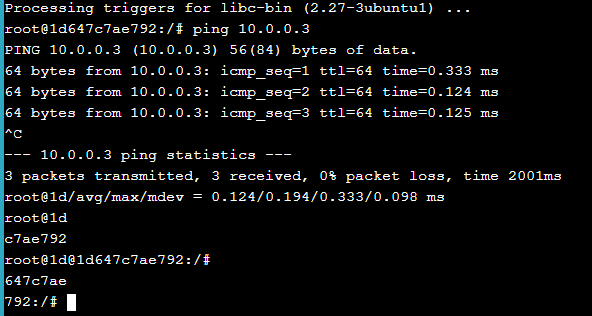 Processing triggers for libc-bin (2.27-3ubuntu1) ...
root@1d647c7ae792:/# ping 10.0.0.3
PING 10.0.0.3 (10.0.0.3) 56(84) bytes of data.
64 bytes from 10.0.0.3: icmp_seq=1 ttl=64 time=0.333 ms
64 bytes from 10.0.0.3: icmp_seq=2 ttl=64 time=0.124 ms
64 bytes from 10.0.0.3: icmp_seq=3 ttl=64 time=0.125 ms
^C
--- 10.0.0.3 ping statistics ---
3 packets transmitted, 3 received, 0% packet loss, time 2001ms
root@1d/avg/max/mdev = 0.124/0.194/0.333/0.098 ms
root@1d
c7ae792
root@1d@1d647c7ae792:/#
647c7ae
792:/#